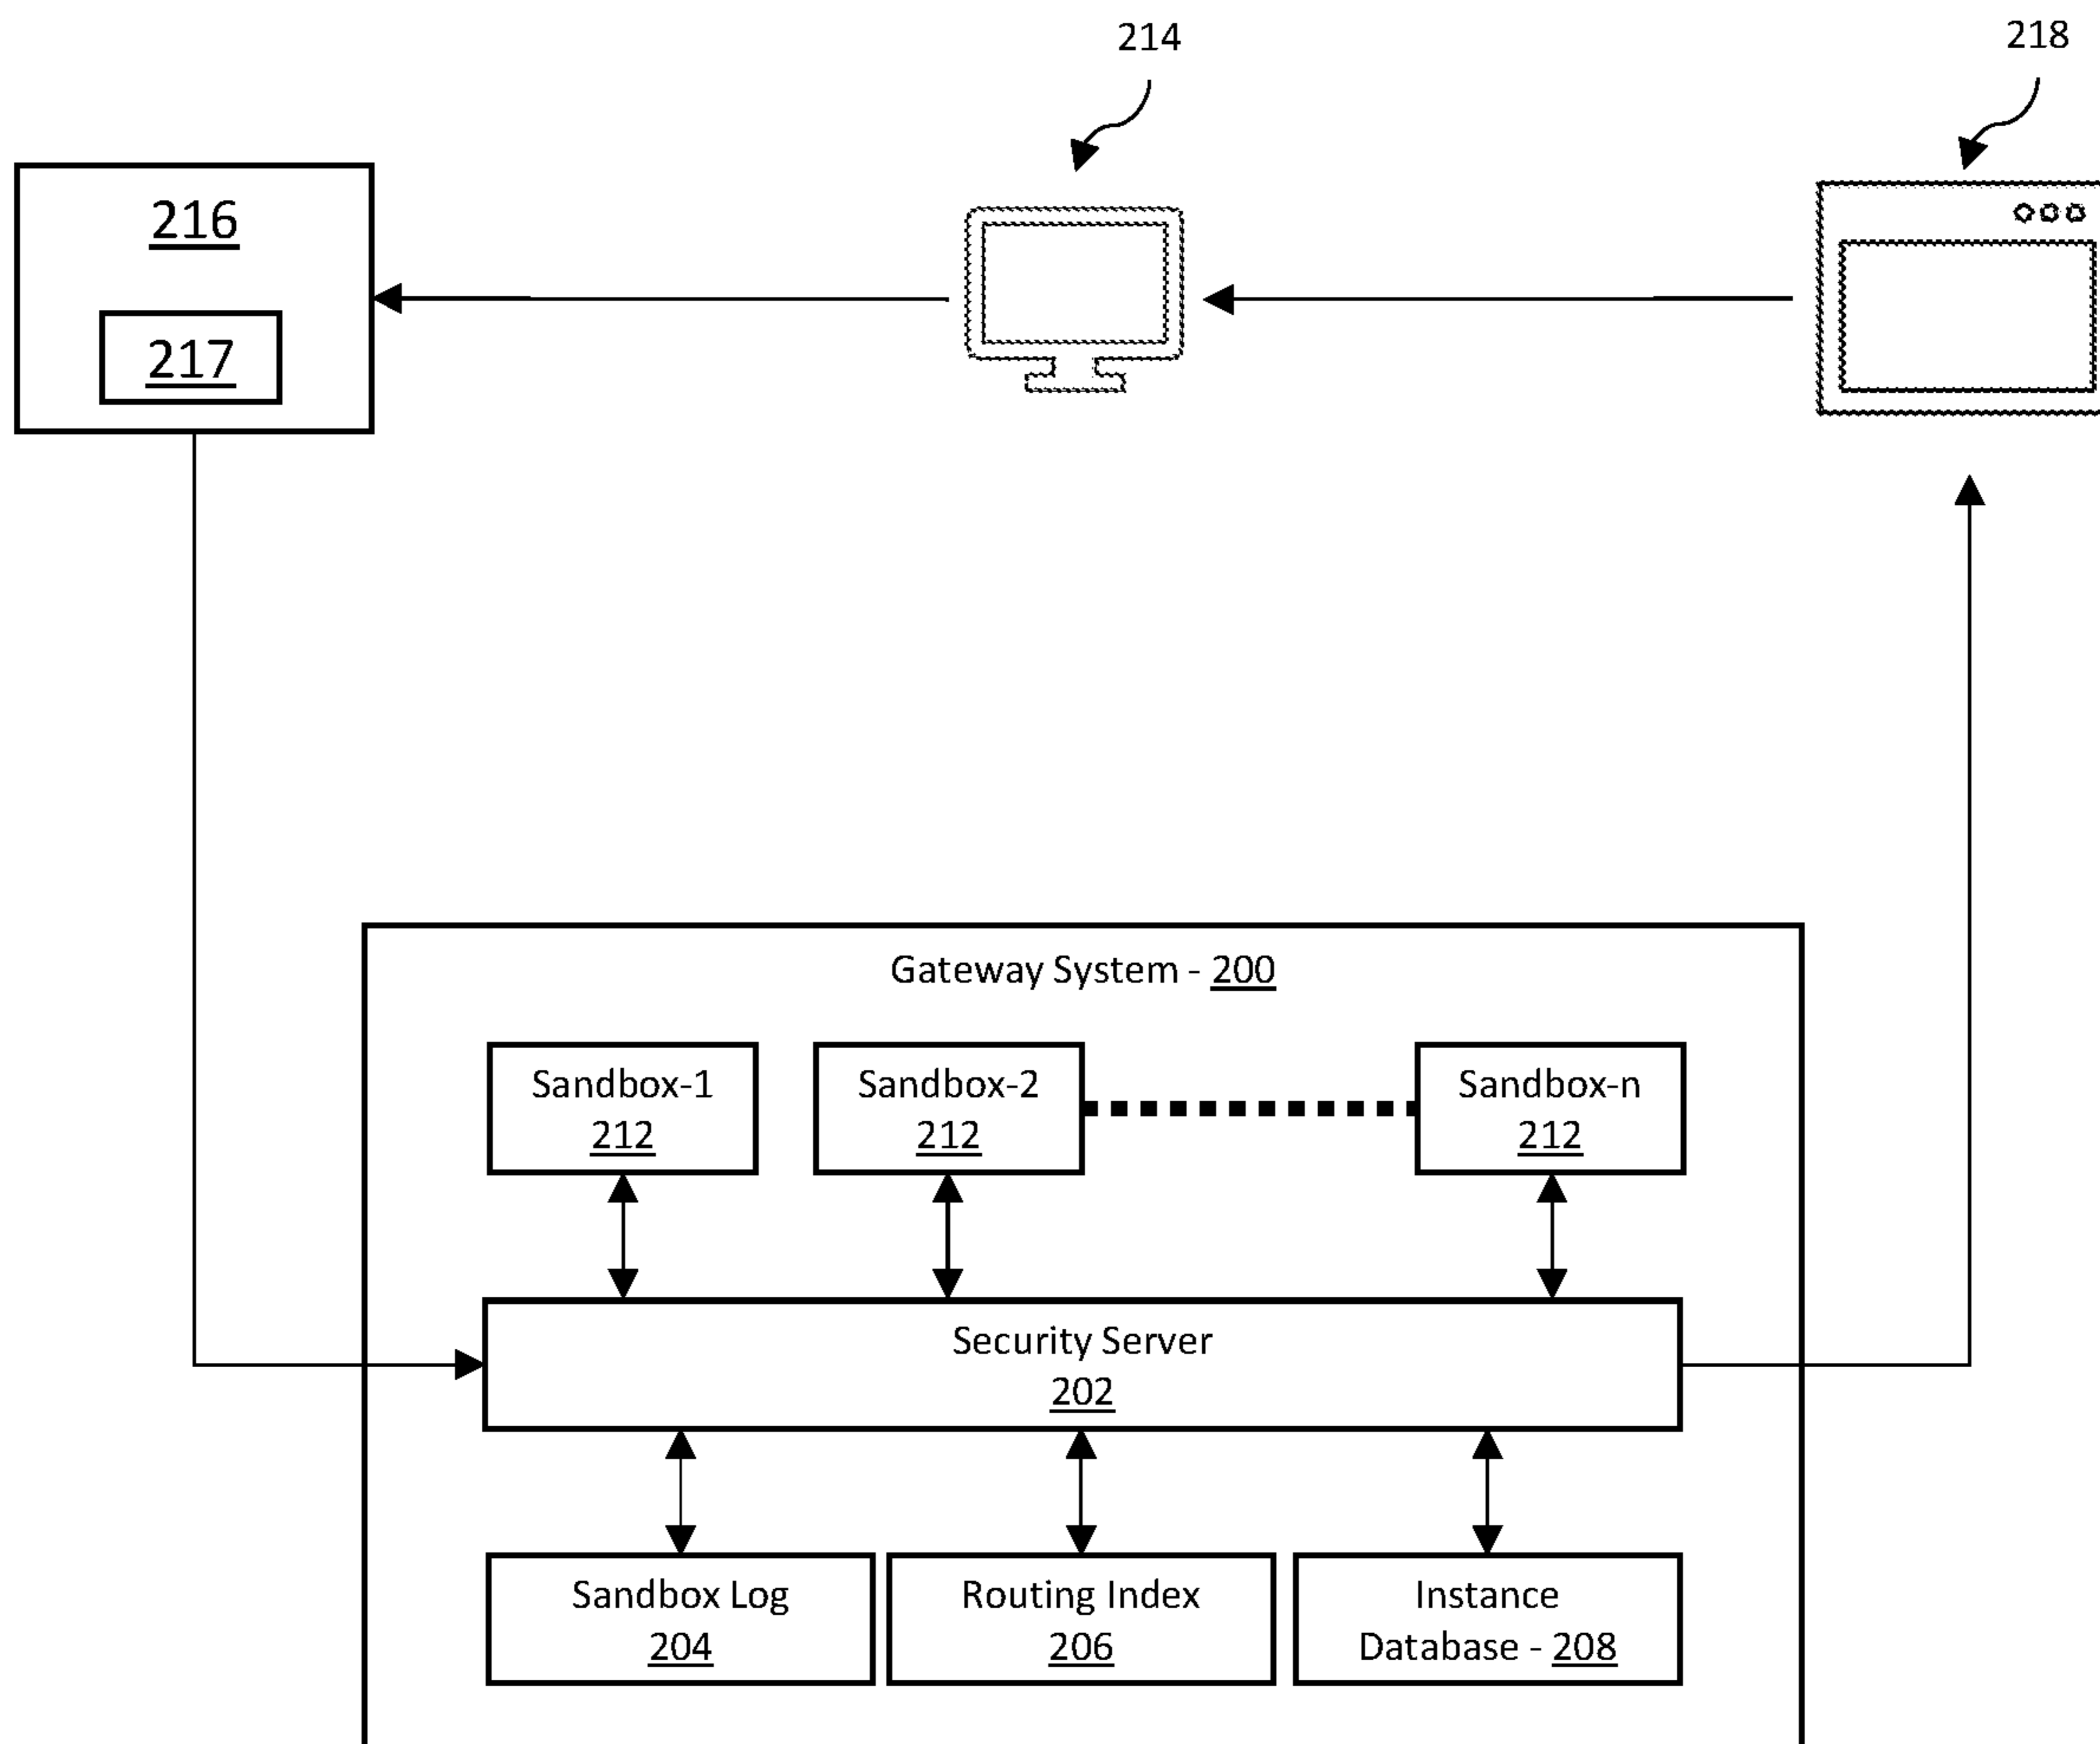 214
218
216
217
Gateway System - 200
Sandbox-1
212
Sandbox-2
212
Sandbox-n
212
Security Server
202
Sandbox Log
204
Routing Index
206
Instance
Database - 208